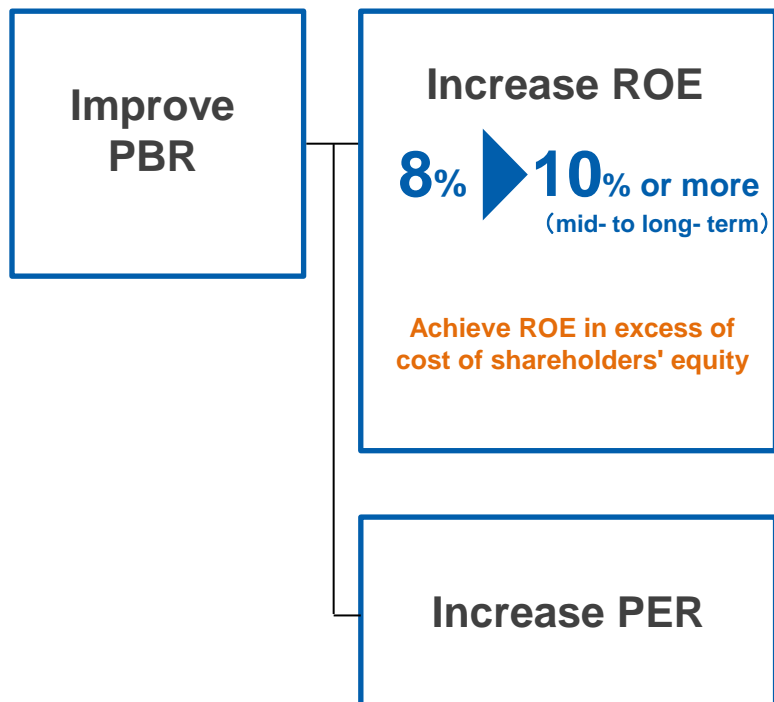 Improve
PBR
Increase ROE
8% 10% or more
（mid- to long- term）
Achieve ROE in excess of
cost of shareholders' equity
Increase PER